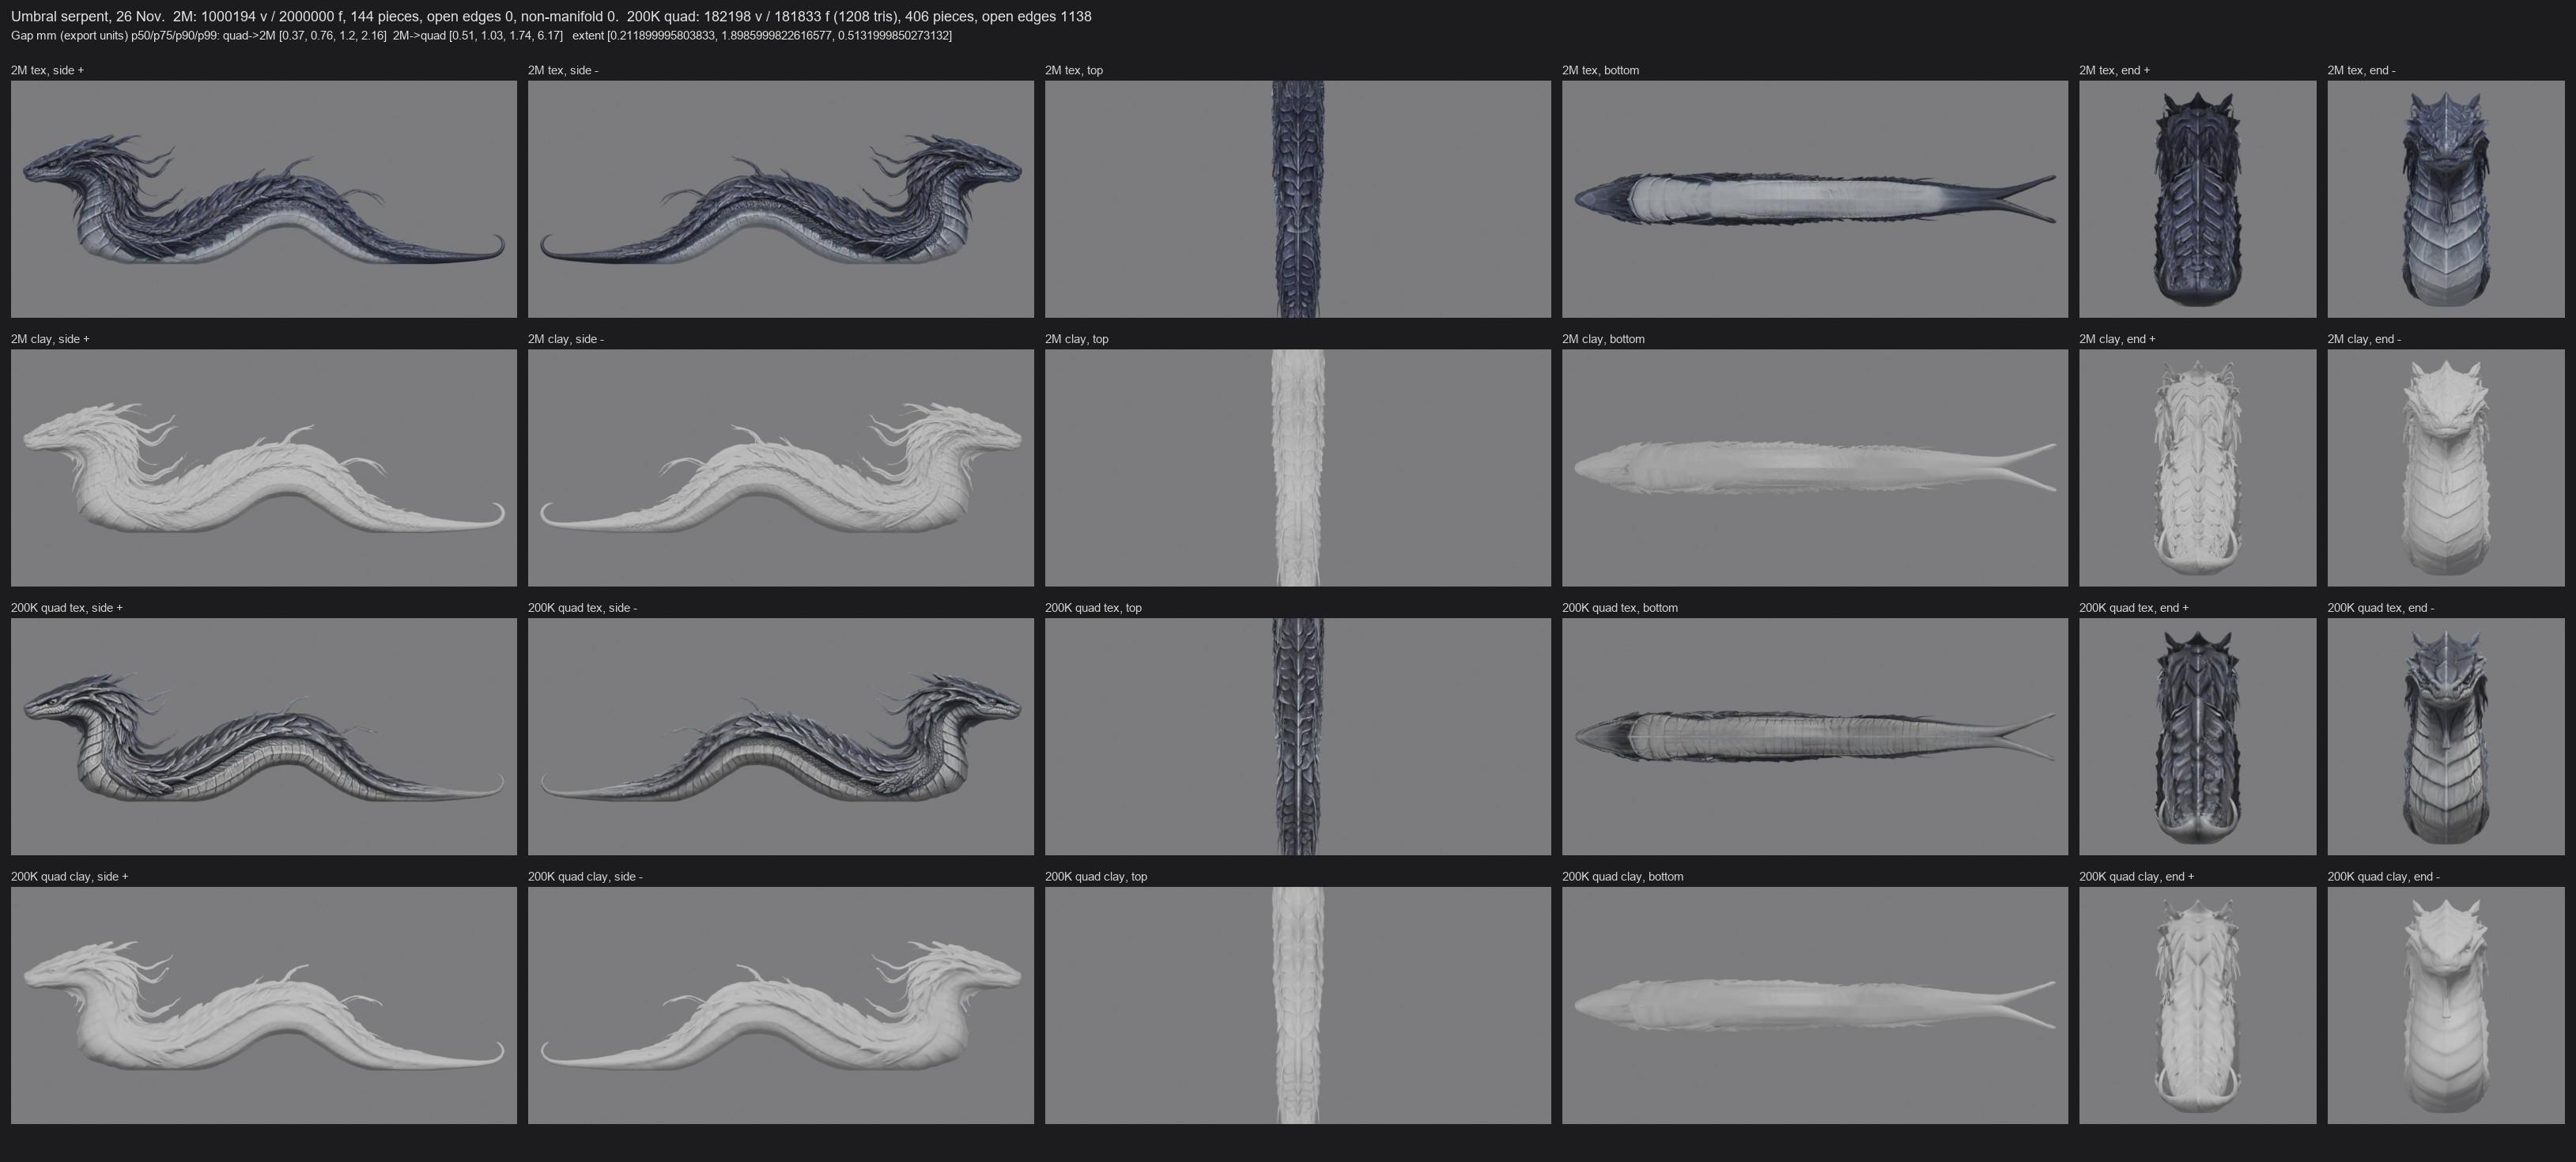 Umbral serpent, 26 Nov.  2M: 1000194 v / 2000000 f, 144 pieces, open edges 0, non-manifold 0.  200K quad: 182198 v / 181833 f (1208 tris), 406 pieces, open edges 1138
Gap mm (export units) p50/p75/p90/p99: quad->2M [0.37, 0.76, 1.2, 2.16]  2M->quad [0.51, 1.03, 1.74, 6.17]   extent [0.211899995803833, 1.8985999822616577, 0.5131999850273132]
2M tex, side +
2M tex, side -
2M tex, top
2M tex, bottom
2M tex, end +
2M tex, end -
2M clay, side +
2M clay, side -
2M clay, top
2M clay, bottom
2M clay, end +
2M clay, end -
200K quad tex, side +
200K quad tex, side -
200K quad tex, top
200K quad tex, bottom
200K quad tex, end +
200K quad tex, end -
200K quad clay, side +
200K quad clay, side -
200K quad clay, top
200K quad clay, bottom
200K quad clay, end +
200K quad clay, end -